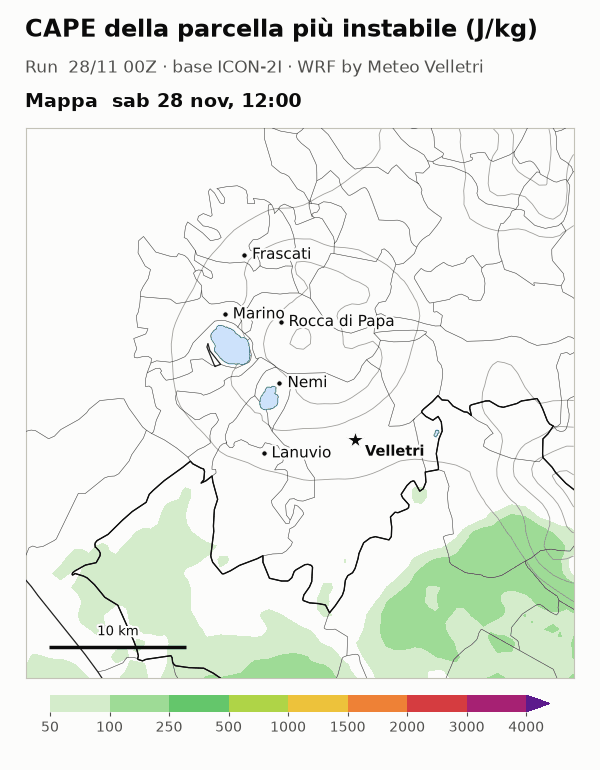 CAPE della parcella più instabile (J/kg)
Run 28/11 00Z · base ICON-2I · WRF by Meteo Velletri
Mappa sab 28 nov, 12:00
Frascati
Marino
Rocca di Papa
Nemi
Velletri
Lanuvio
10 km
50 100 250 500 1000 1500 2000 3000 4000